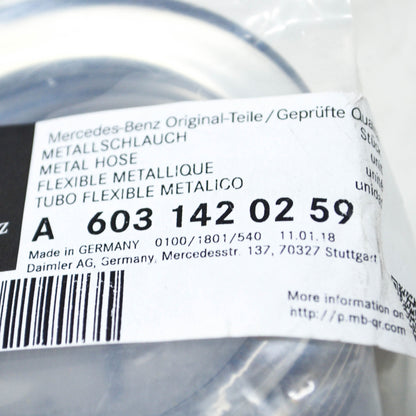 Mercedes-Benz Original-Teile/Geprüfte
METALLSCHLAUCH
METAL HOSE
FLEXIBLE METALLIQUE
TUBO FLEXIBLE METALICO
A 603 142 02 59
Made in GERMANY 0100/1801/540 11.01.18
Daimler AG, Germany, Mercedesstr. 137, 70327 Stuttgart
More information on
http://p.mb-qr.com